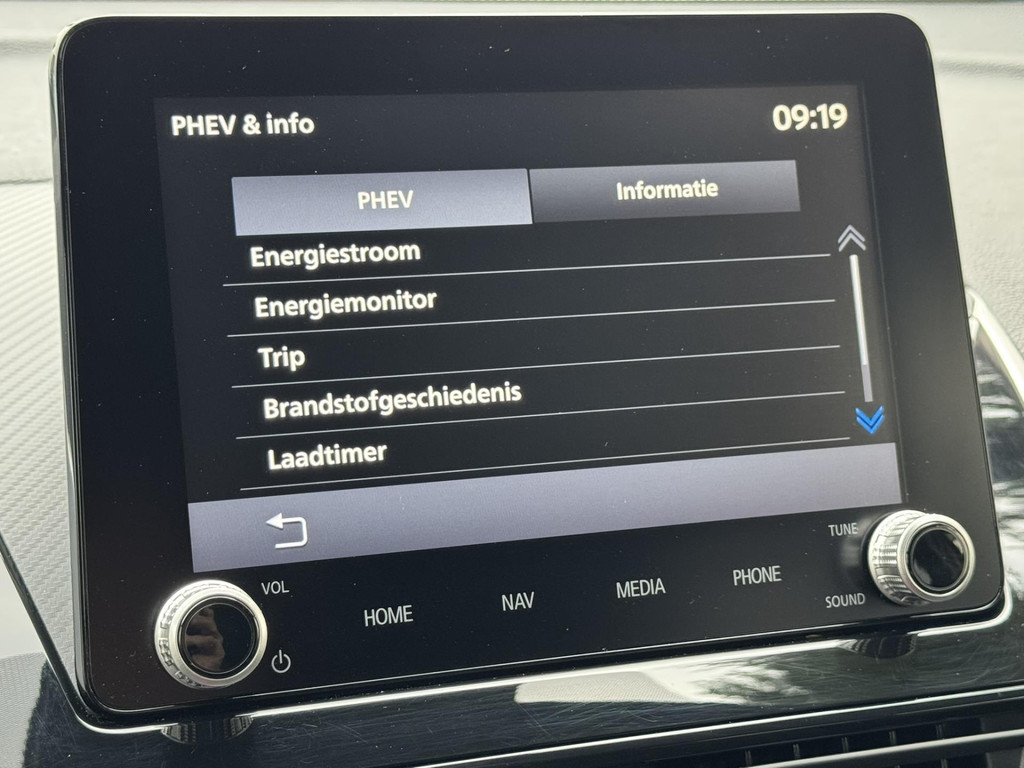 PHEV & info 09:19
PHEV Informatie
Energiestroom
Energiemonitor
Trip
Brandstofgeschiedenis
Laadtimer
TUNE
VOL HOME NAV MEDIA PHONE SOUND